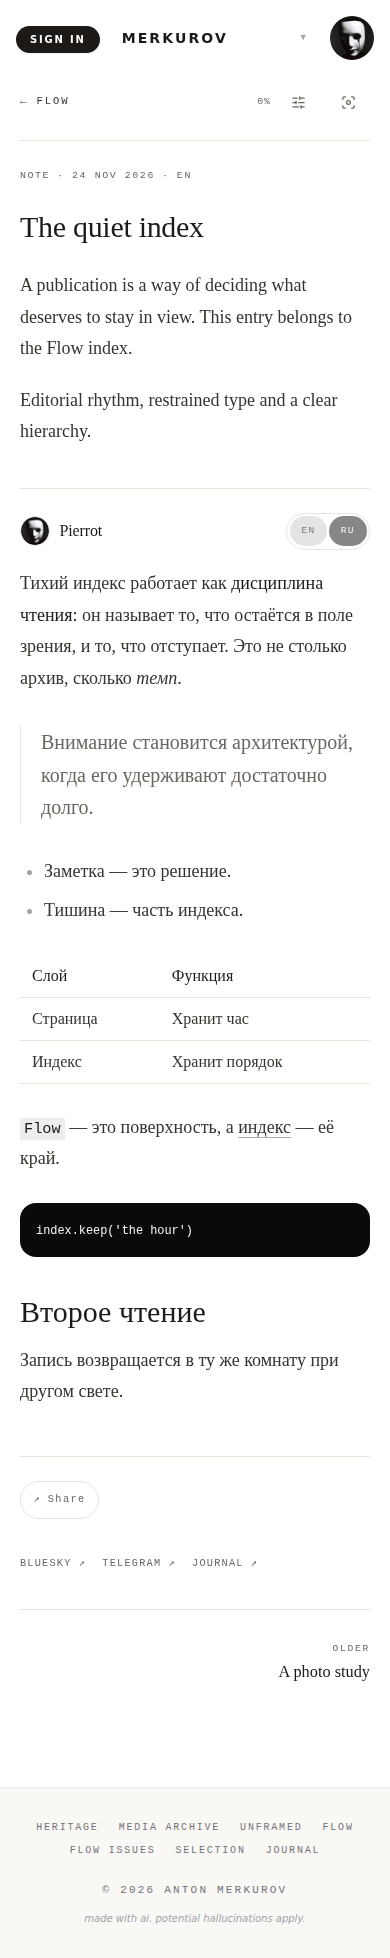 SIGN IN MERKUROV ▼
← FLOW 0%
NOTE · 24 NOV 2026 · EN
The quiet index
A publication is a way of deciding what
deserves to stay in view. This entry belongs to
the Flow index.
Editorial rhythm, restrained type and a clear
hierarchy.
Pierrot EN RU
Тихий индекс работает как дисциплина
чтения: он называет то, что остаётся в поле
зрения, и то, что отступает. Это не столько
архив, сколько темп.
Внимание становится архитектурой,
когда его удерживают достаточно
долго.
• Заметка — это решение.
• Тишина — часть индекса.
Слой Функция
Страница Хранит час
Индекс Хранит порядок
Flow — это поверхность, а индекс — её
край.
index.keep('the hour')
Второе чтение
Запись возвращается в ту же комнату при
другом свете.
↗ Share
BLUESKY ↗ TELEGRAM ↗ JOURNAL ↗
OLDER
A photo study
HERITAGE MEDIA ARCHIVE UNFRAMED FLOW
FLOW ISSUES SELECTION JOURNAL
© 2026 ANTON MERKUROV
made with ai. potential hallucinations apply.